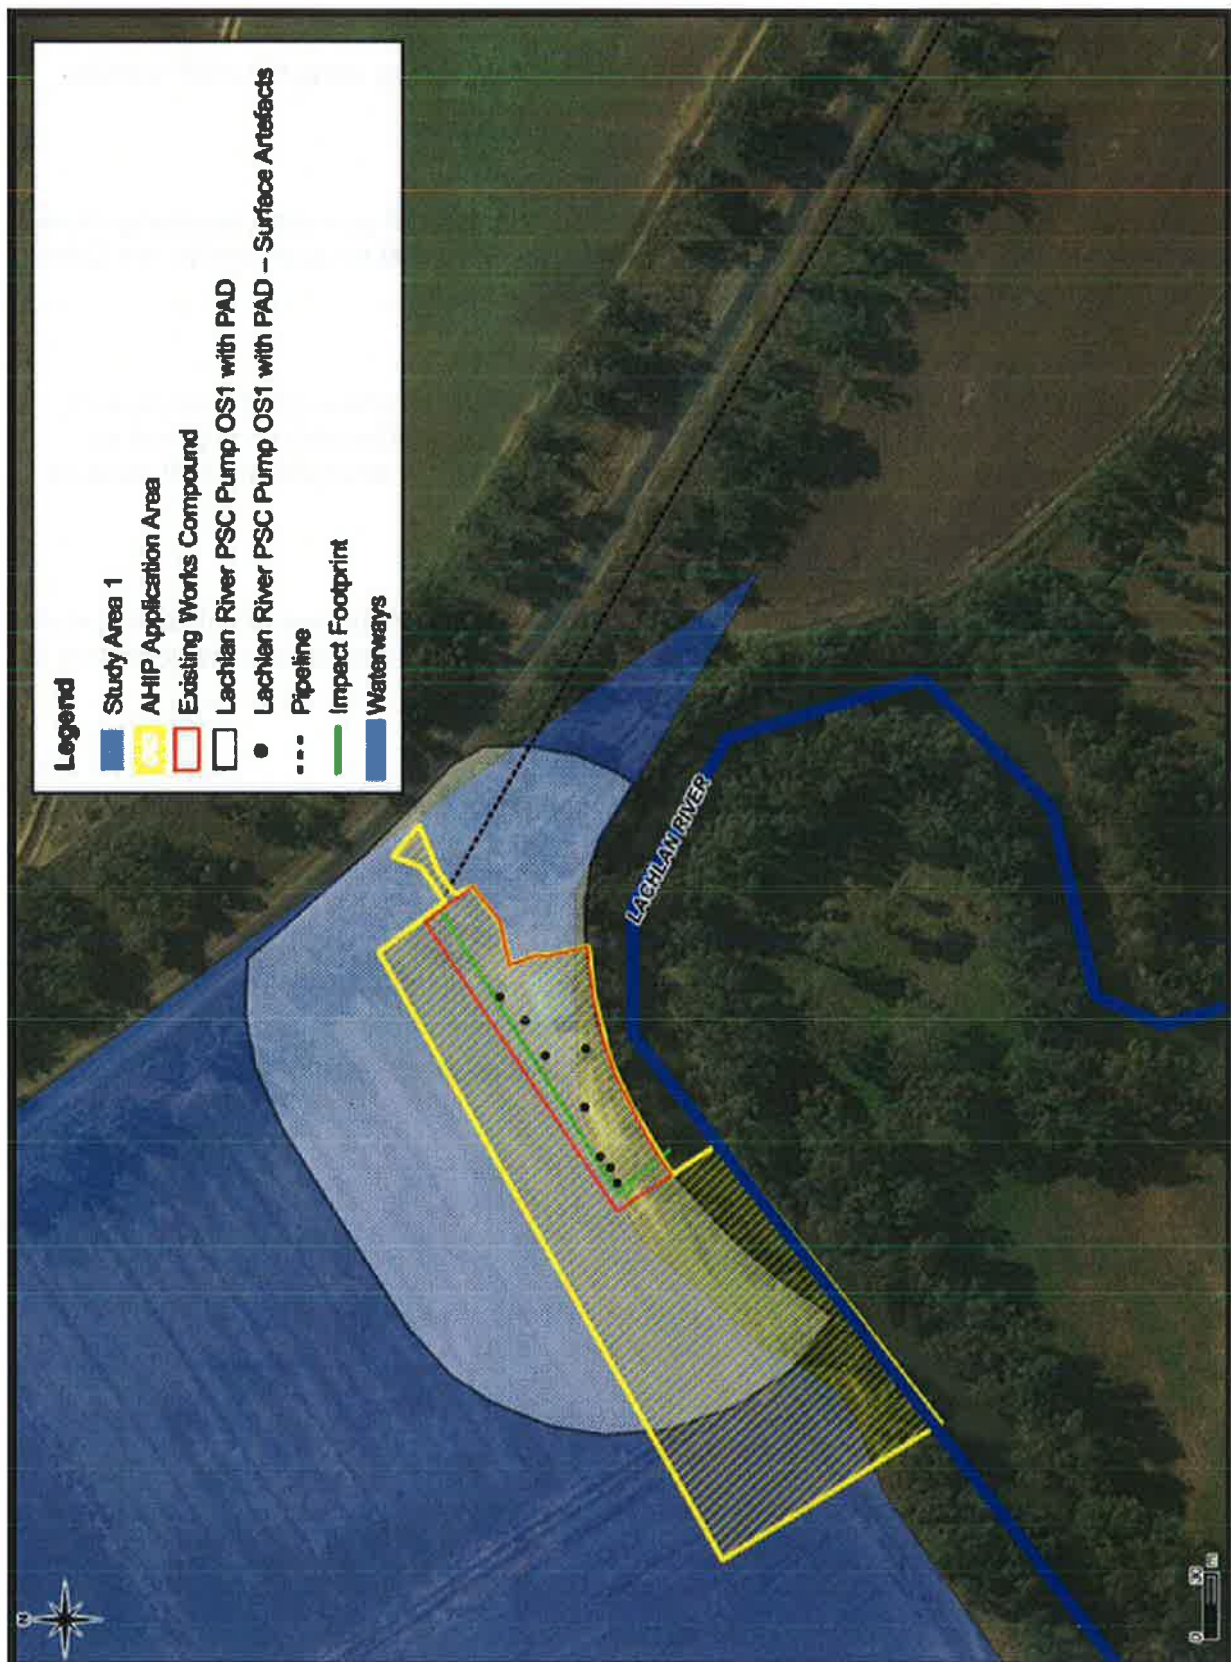 Legend
Study Area 1
AHIP Application Area
Existing Works Compound
Lachlan River PSC Pump OS1 with PAD
Lachlan River PSC Pump OS1 with PAD – Surface Artefacts
Pipeline
Impact Footprint
Waterways
LACHLAN RIVER
N
0
m